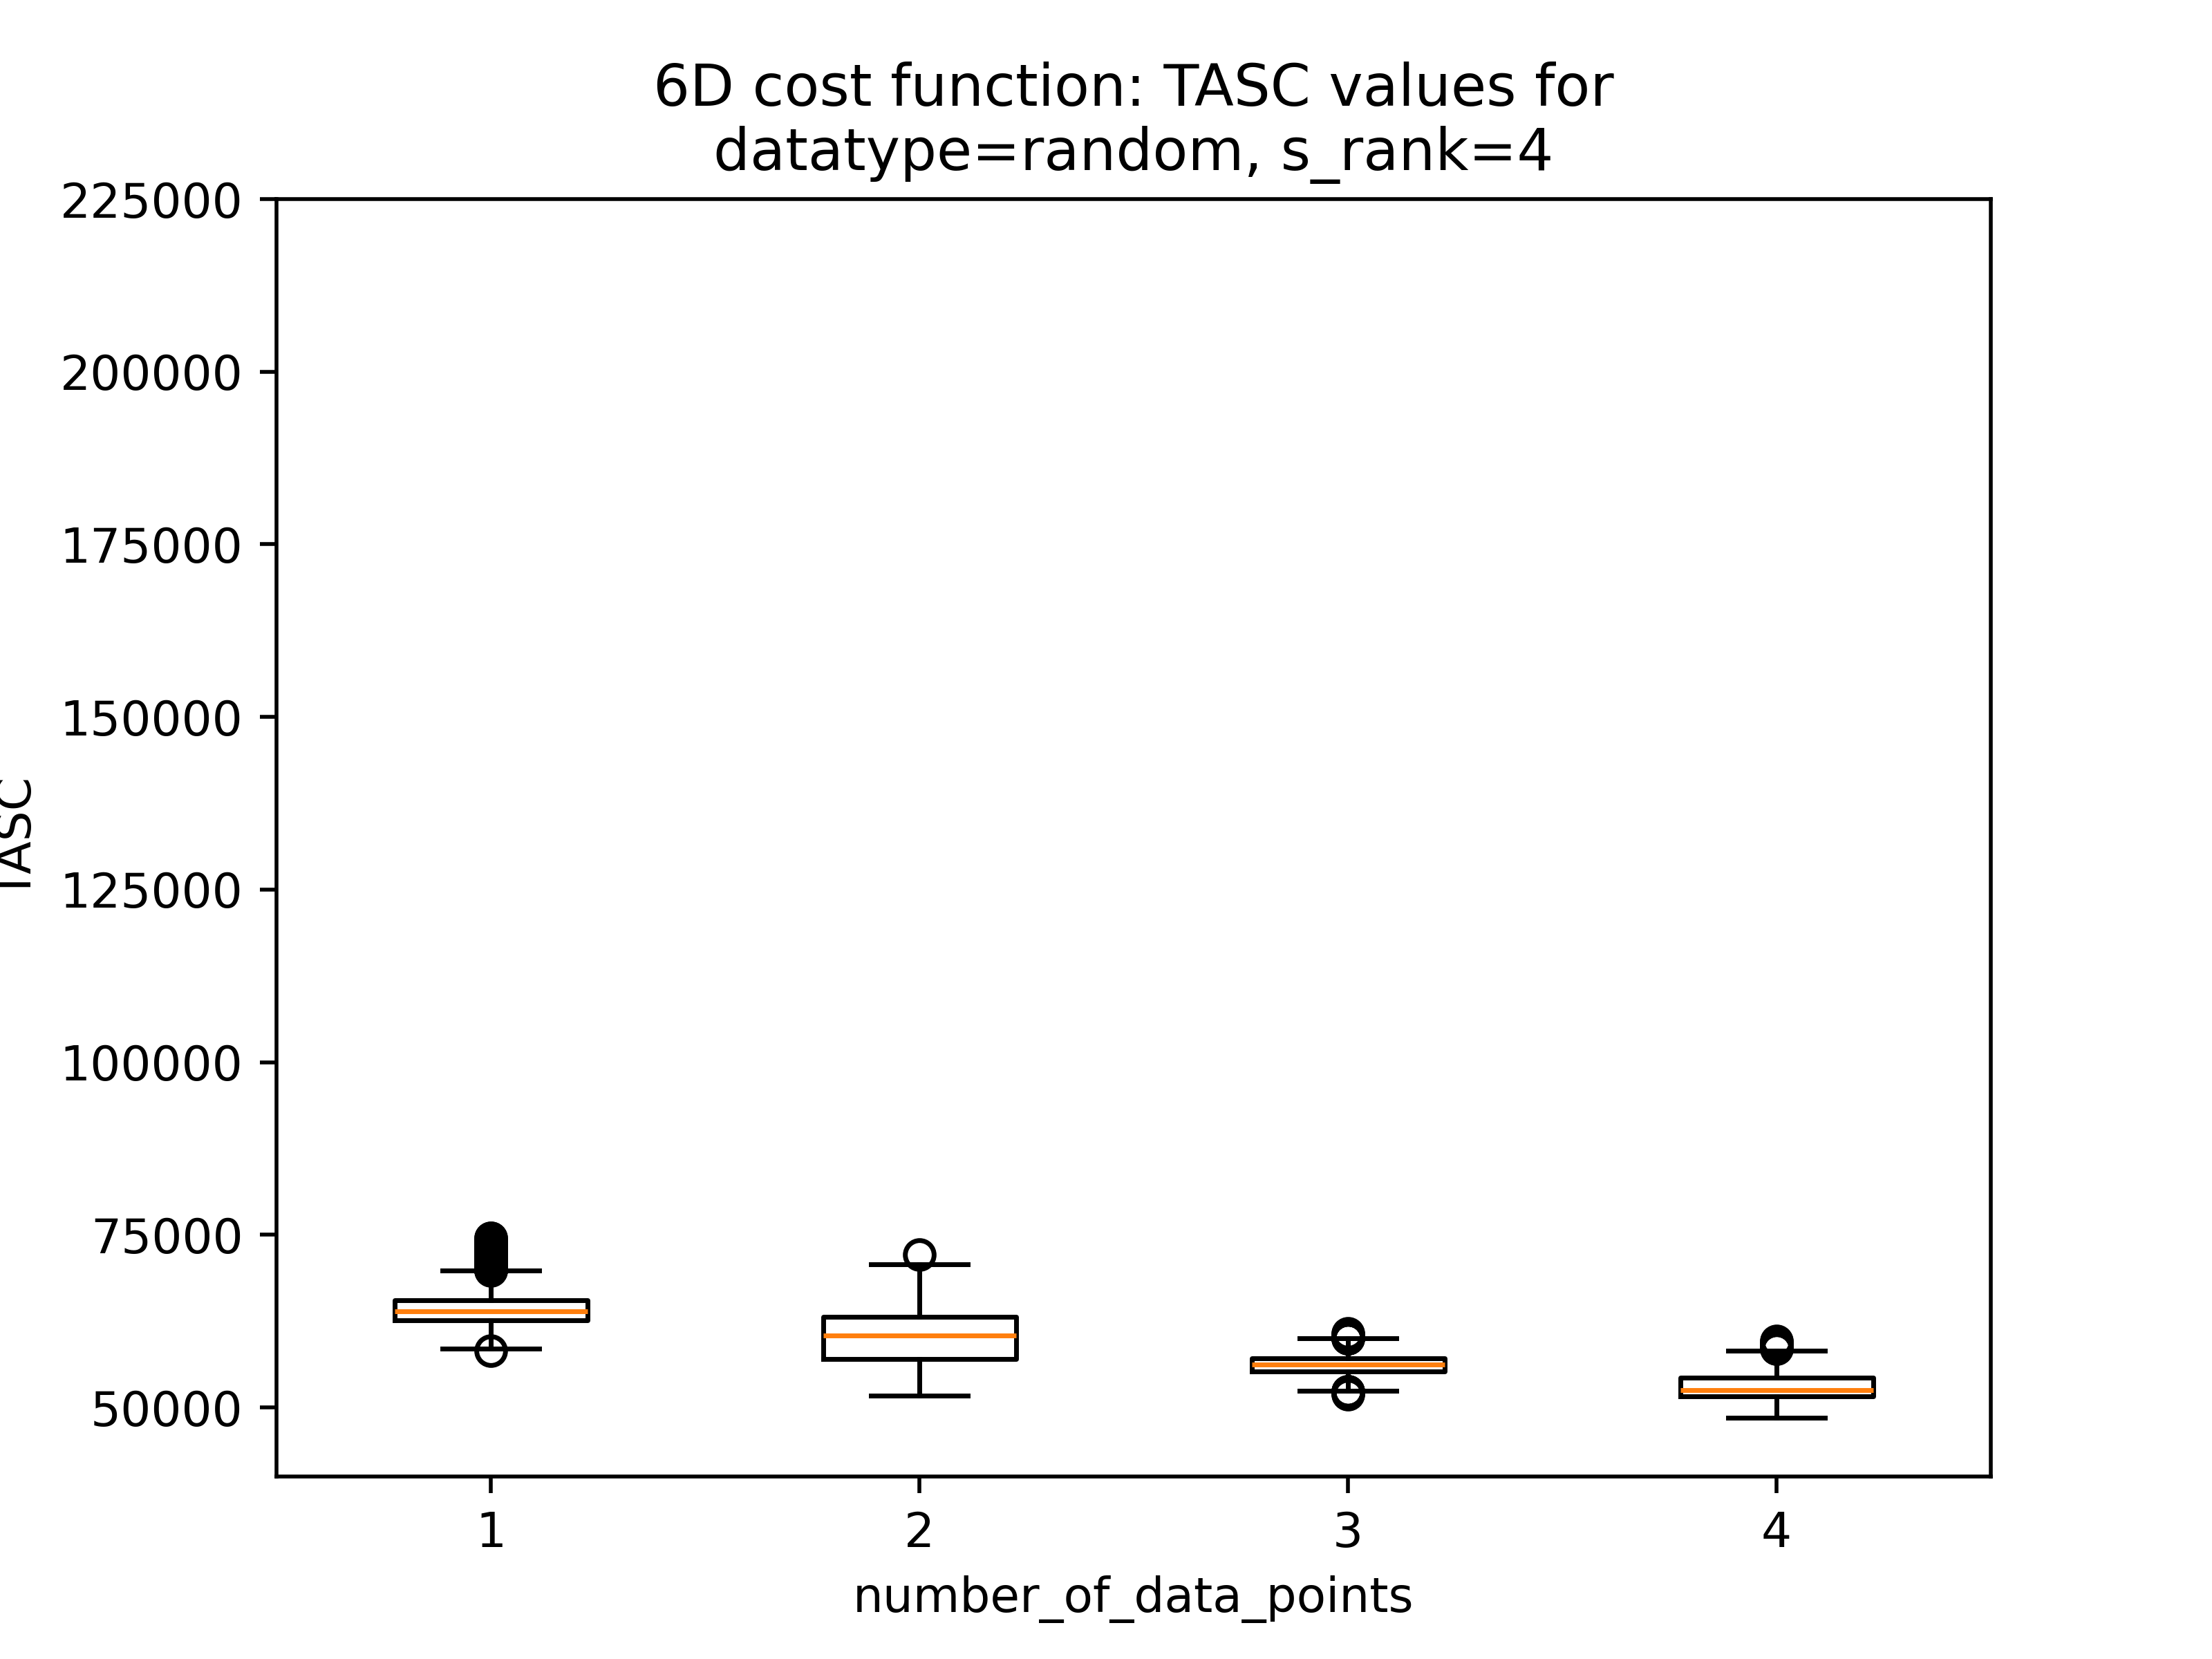 6D cost function: TASC values for
datatype=random, s_rank=4
225000
200000
175000
150000
125000
100000
75000
50000
TASC
1 2 3 4
number_of_data_points